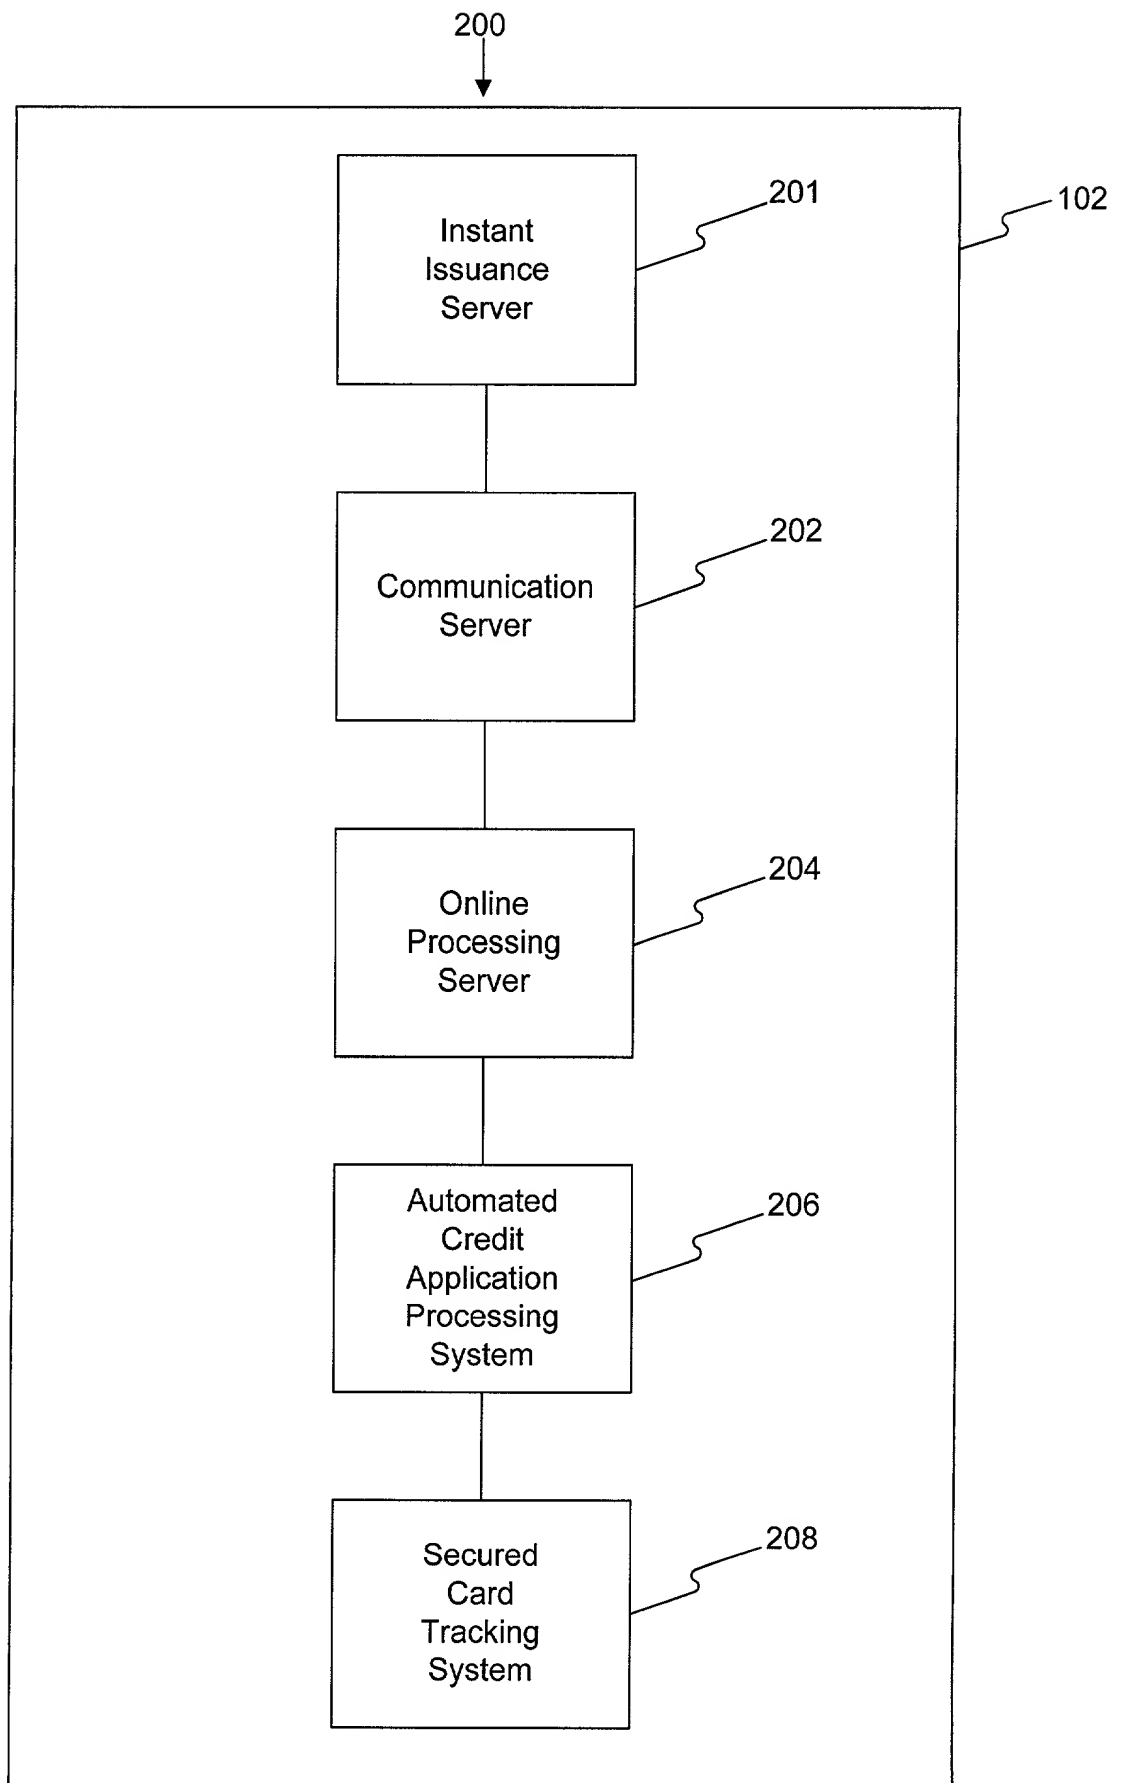 200
Instant
Issuance
Server
201
102
Communication
Server
202
Online
Processing
Server
204
Automated
Credit
Application
Processing
System
206
Secured
Card
Tracking
System
208